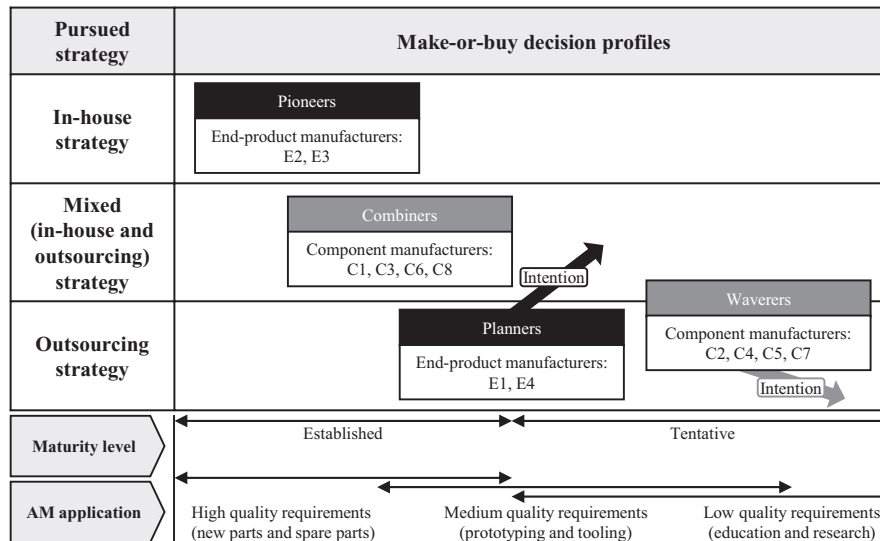 Pursued
strategy
Make-or-buy decision profiles
In-house
strategy
Pioneers
End-product manufacturers:
E2, E3
Mixed
(in-house and
outsourcing)
strategy
Combiners
Component manufacturers:
C1, C3, C6, C8
Intention
Outsourcing
strategy
Planners
End-product manufacturers:
E1, E4
Waverers
Component manufacturers:
C2, C4, C5, C7
Intention
Maturity level
Established
Tentative
AM application
High quality requirements
(new parts and spare parts)
Medium quality requirements
(prototyping and tooling)
Low quality requirements
(education and research)